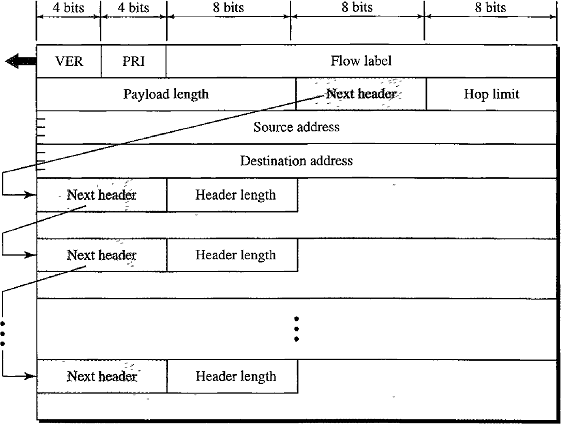 4 bits 4 bits 8 bits 8 bits 8 bits
VER PRI Flow label
Payload length Next header Hop limit
Source address
Destination address
Next header Header length
Next header Header length
Next header Header length